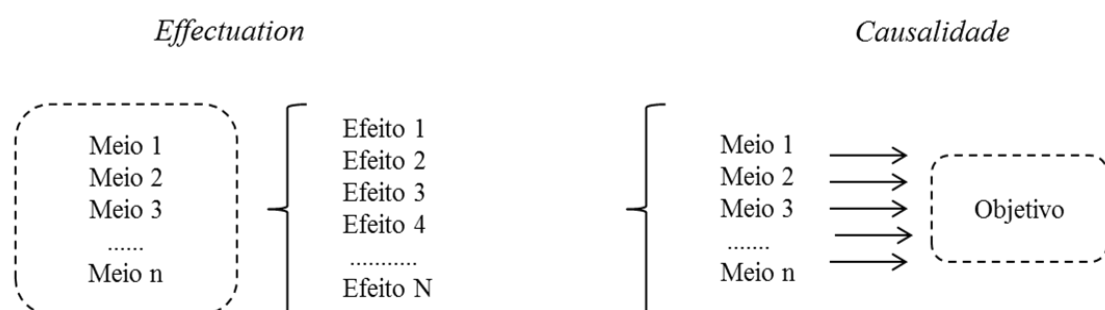 Effectuation
Meio 1
Meio 2
Meio 3
......
Meio n
Efeito 1
Efeito 2
Efeito 3
Efeito 4
...........
Efeito N
Causalidade
Meio 1
Meio 2
Meio 3
.......
Meio n
Objetivo